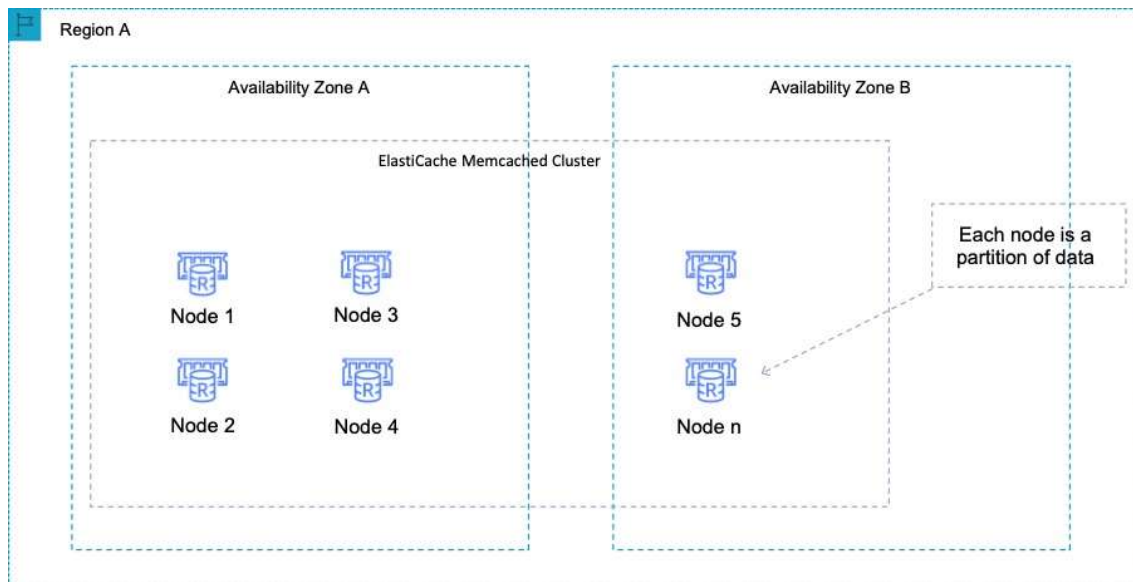 Region A
Availability Zone A
Availability Zone B
ElastiCache Memcached Cluster
Each node is a
partition of data
R
R
R
Node 1
Node 3
Node 5
R
R
R
Node 2
Node 4
Node n